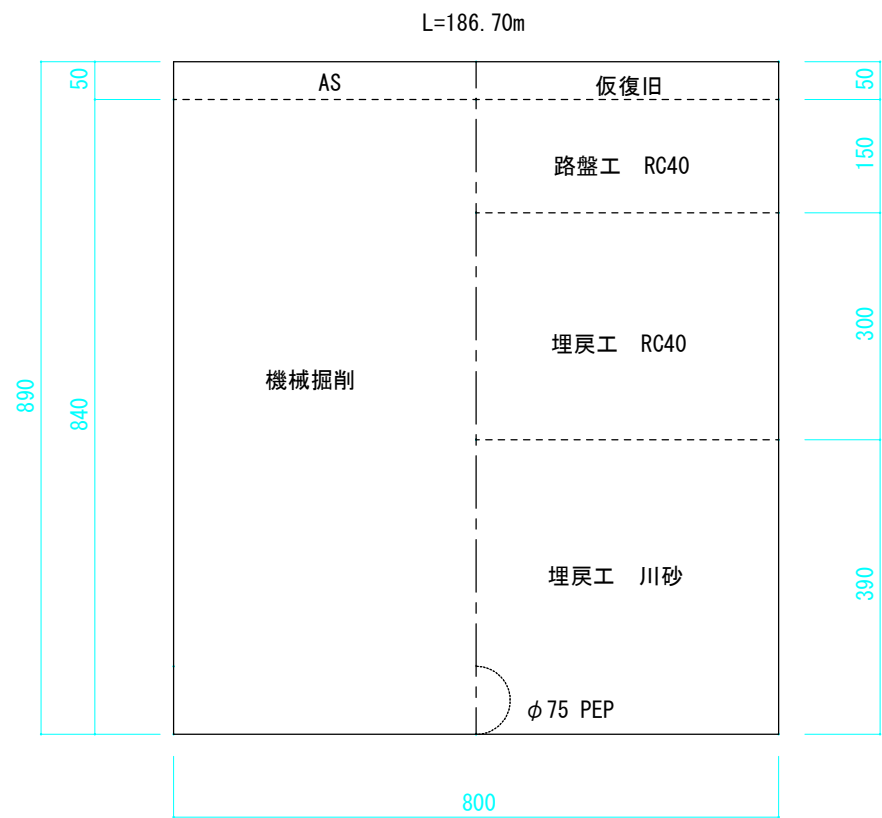 L=186.70m
50
AS
仮復旧
50
路盤工　RC40
150
埋戻工　RC40
300
機械掘削
890
840
埋戻工　川砂
390
φ75 PEP
800